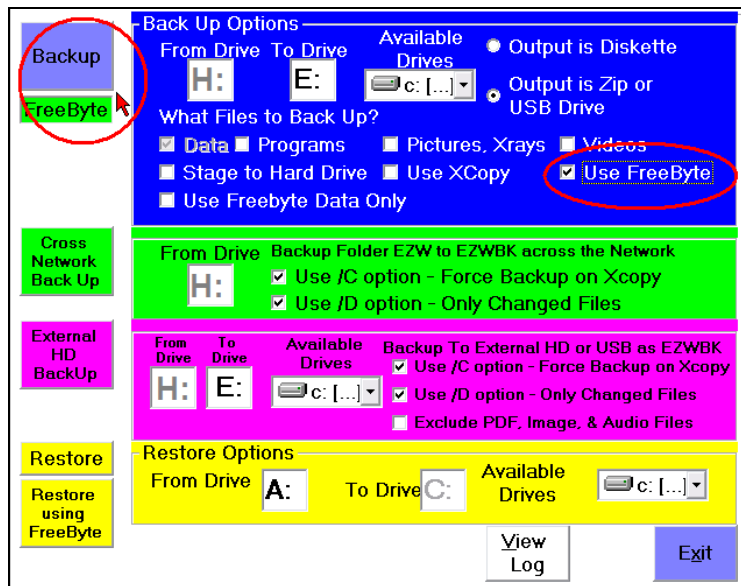 Backup
FreeByte
Back Up Options
From Drive To Drive Available Drives
H: E: c: [...]
Output is Diskette
Output is Zip or USB Drive
What Files to Back Up?
Data Programs Pictures, Xrays Videos
Stage to Hard Drive Use XCopy Use FreeByte
Use Freebyte Data Only
Cross
Network
Back Up
From Drive Backup Folder EZW to EZWBK across the Network
H:
Use /C option - Force Backup on Xcopy
Use /D option - Only Changed Files
External
HD
BackUp
From Drive To Drive Available Drives
H: E: c: [...]
Backup To External HD or USB as EZWBK
Use /C option - Force Backup on Xcopy
Use /D option - Only Changed Files
Exclude PDF, Image, & Audio Files
Restore
Restore
using
FreeByte
Restore Options
From Drive A: To Drive C: Available Drives c: [...]
View
Log
Exit